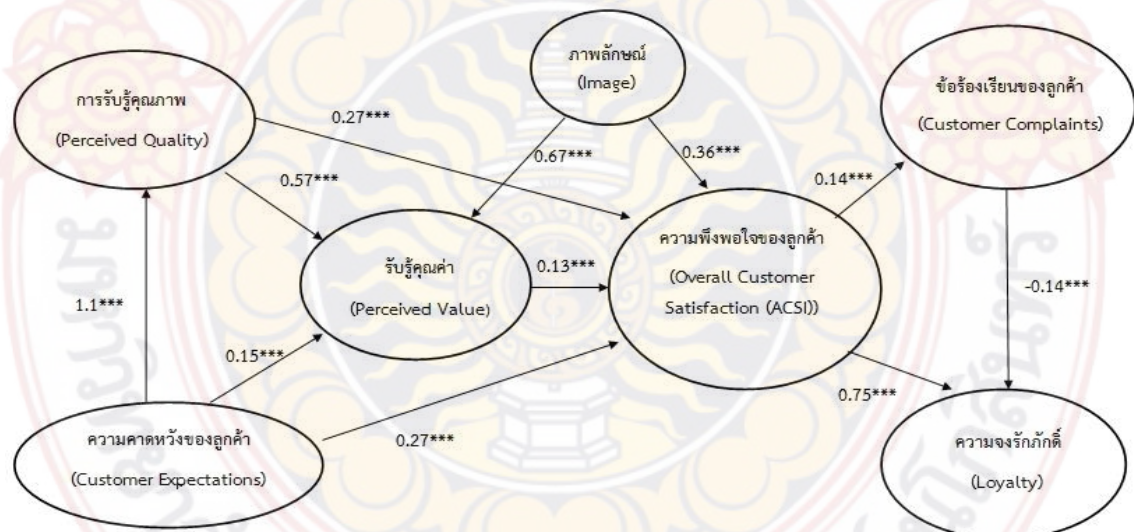 ภาพลักษณ์
(Image)
การรับรู้คุณภาพ
(Perceived Quality)
ข้อร้องเรียนของลูกค้า
(Customer Complaints)
0.27***
0.67***
0.36***
0.14***
0.57***
ความพึงพอใจของลูกค้า
(Overall Customer
Satisfaction (ACSI))
รับรู้คุณค่า
(Perceived Value)
0.13***
-0.14***
1.1***
0.15***
0.75***
ความคาดหวังของลูกค้า
(Customer Expectations)
0.27***
ความจงรักภักดิ์
(Loyalty)